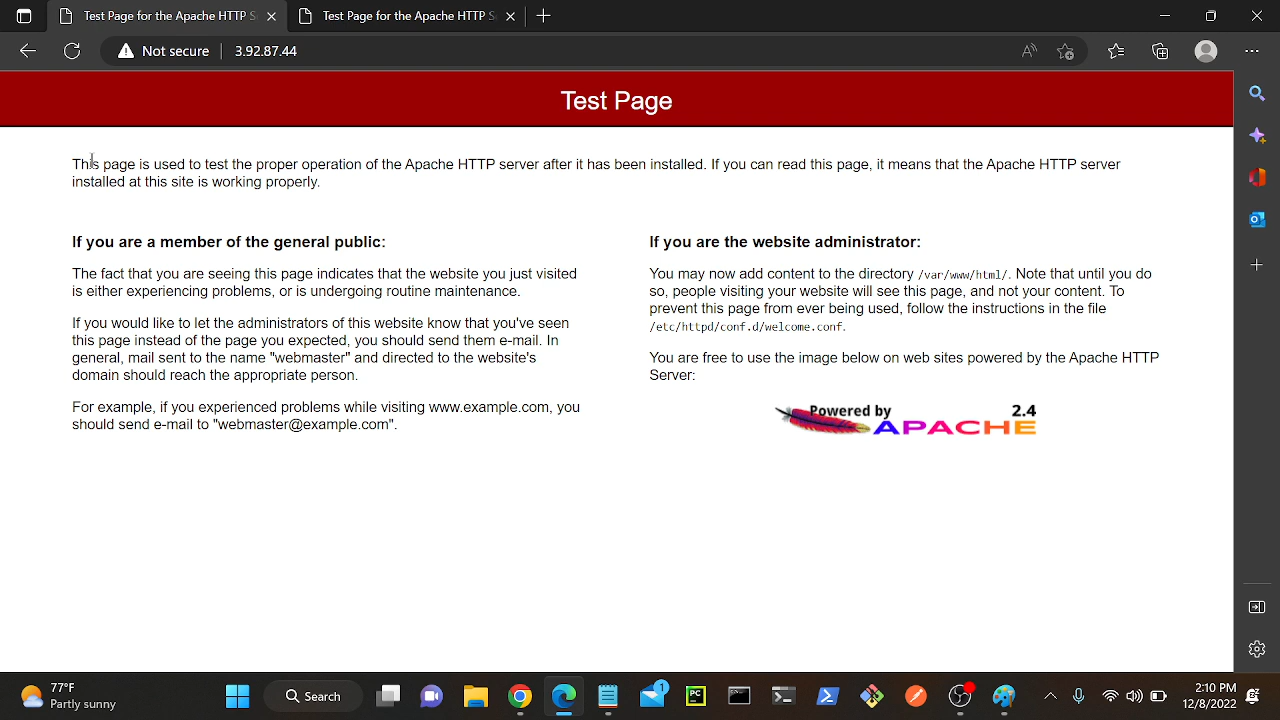 Test Page for the Apache HTTP S
Test Page for the Apache HTTP S
Not secure
3.92.87.44
Test Page
This page is used to test the proper operation of the Apache HTTP server after it has been installed. If you can read this page, it means that the Apache HTTP server
installed at this site is working properly.
If you are a member of the general public:
The fact that you are seeing this page indicates that the website you just visited
is either experiencing problems, or is undergoing routine maintenance.
If you would like to let the administrators of this website know that you've seen
this page instead of the page you expected, you should send them e-mail. In
general, mail sent to the name "webmaster" and directed to the website's
domain should reach the appropriate person.
For example, if you experienced problems while visiting www.example.com, you
should send e-mail to "webmaster@example.com".
If you are the website administrator:
You may now add content to the directory /var/www/html/. Note that until you do
so, people visiting your website will see this page, and not your content. To
prevent this page from ever being used, follow the instructions in the file
/etc/httpd/conf.d/welcome.conf.
You are free to use the image below on web sites powered by the Apache HTTP
Server:
Powered by 2.4
APACHE
77°F
Partly sunny
Search
1
PC
2:10 PM
12/8/2022